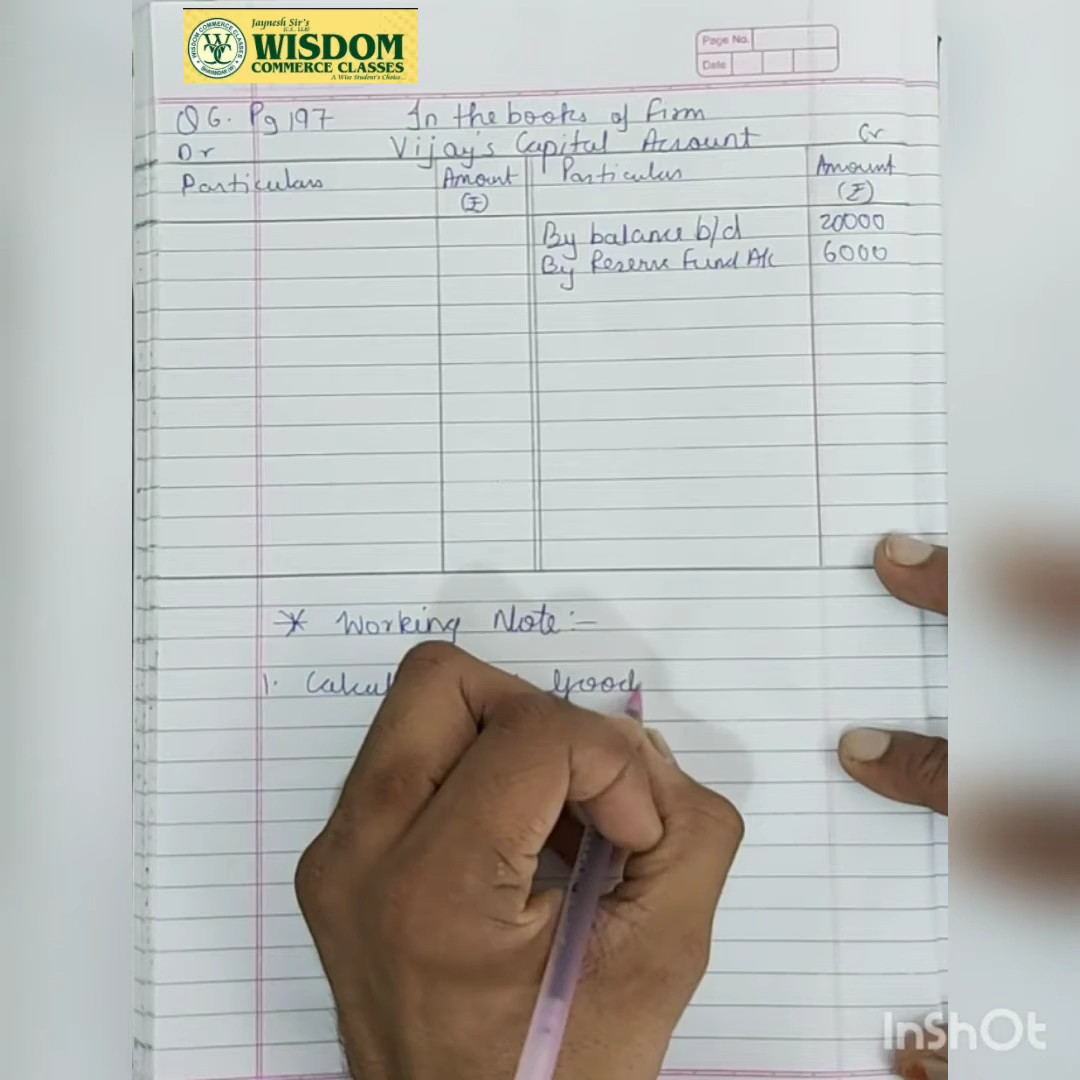 Jaynesh Sir's
WISDOM
COMMERCE CLASSES
A Wise Student's Choice...
Page No.
Date
Q6. Pg 197 In the books of Firm
Dr Vijay's Capital Account Cr
Particulars Amount (₹) Particulars Amount (₹)
By balance b/d 20000
By Reserve Fund A/c 6000
* Working Note :-
1. Calcul Good
InShOt